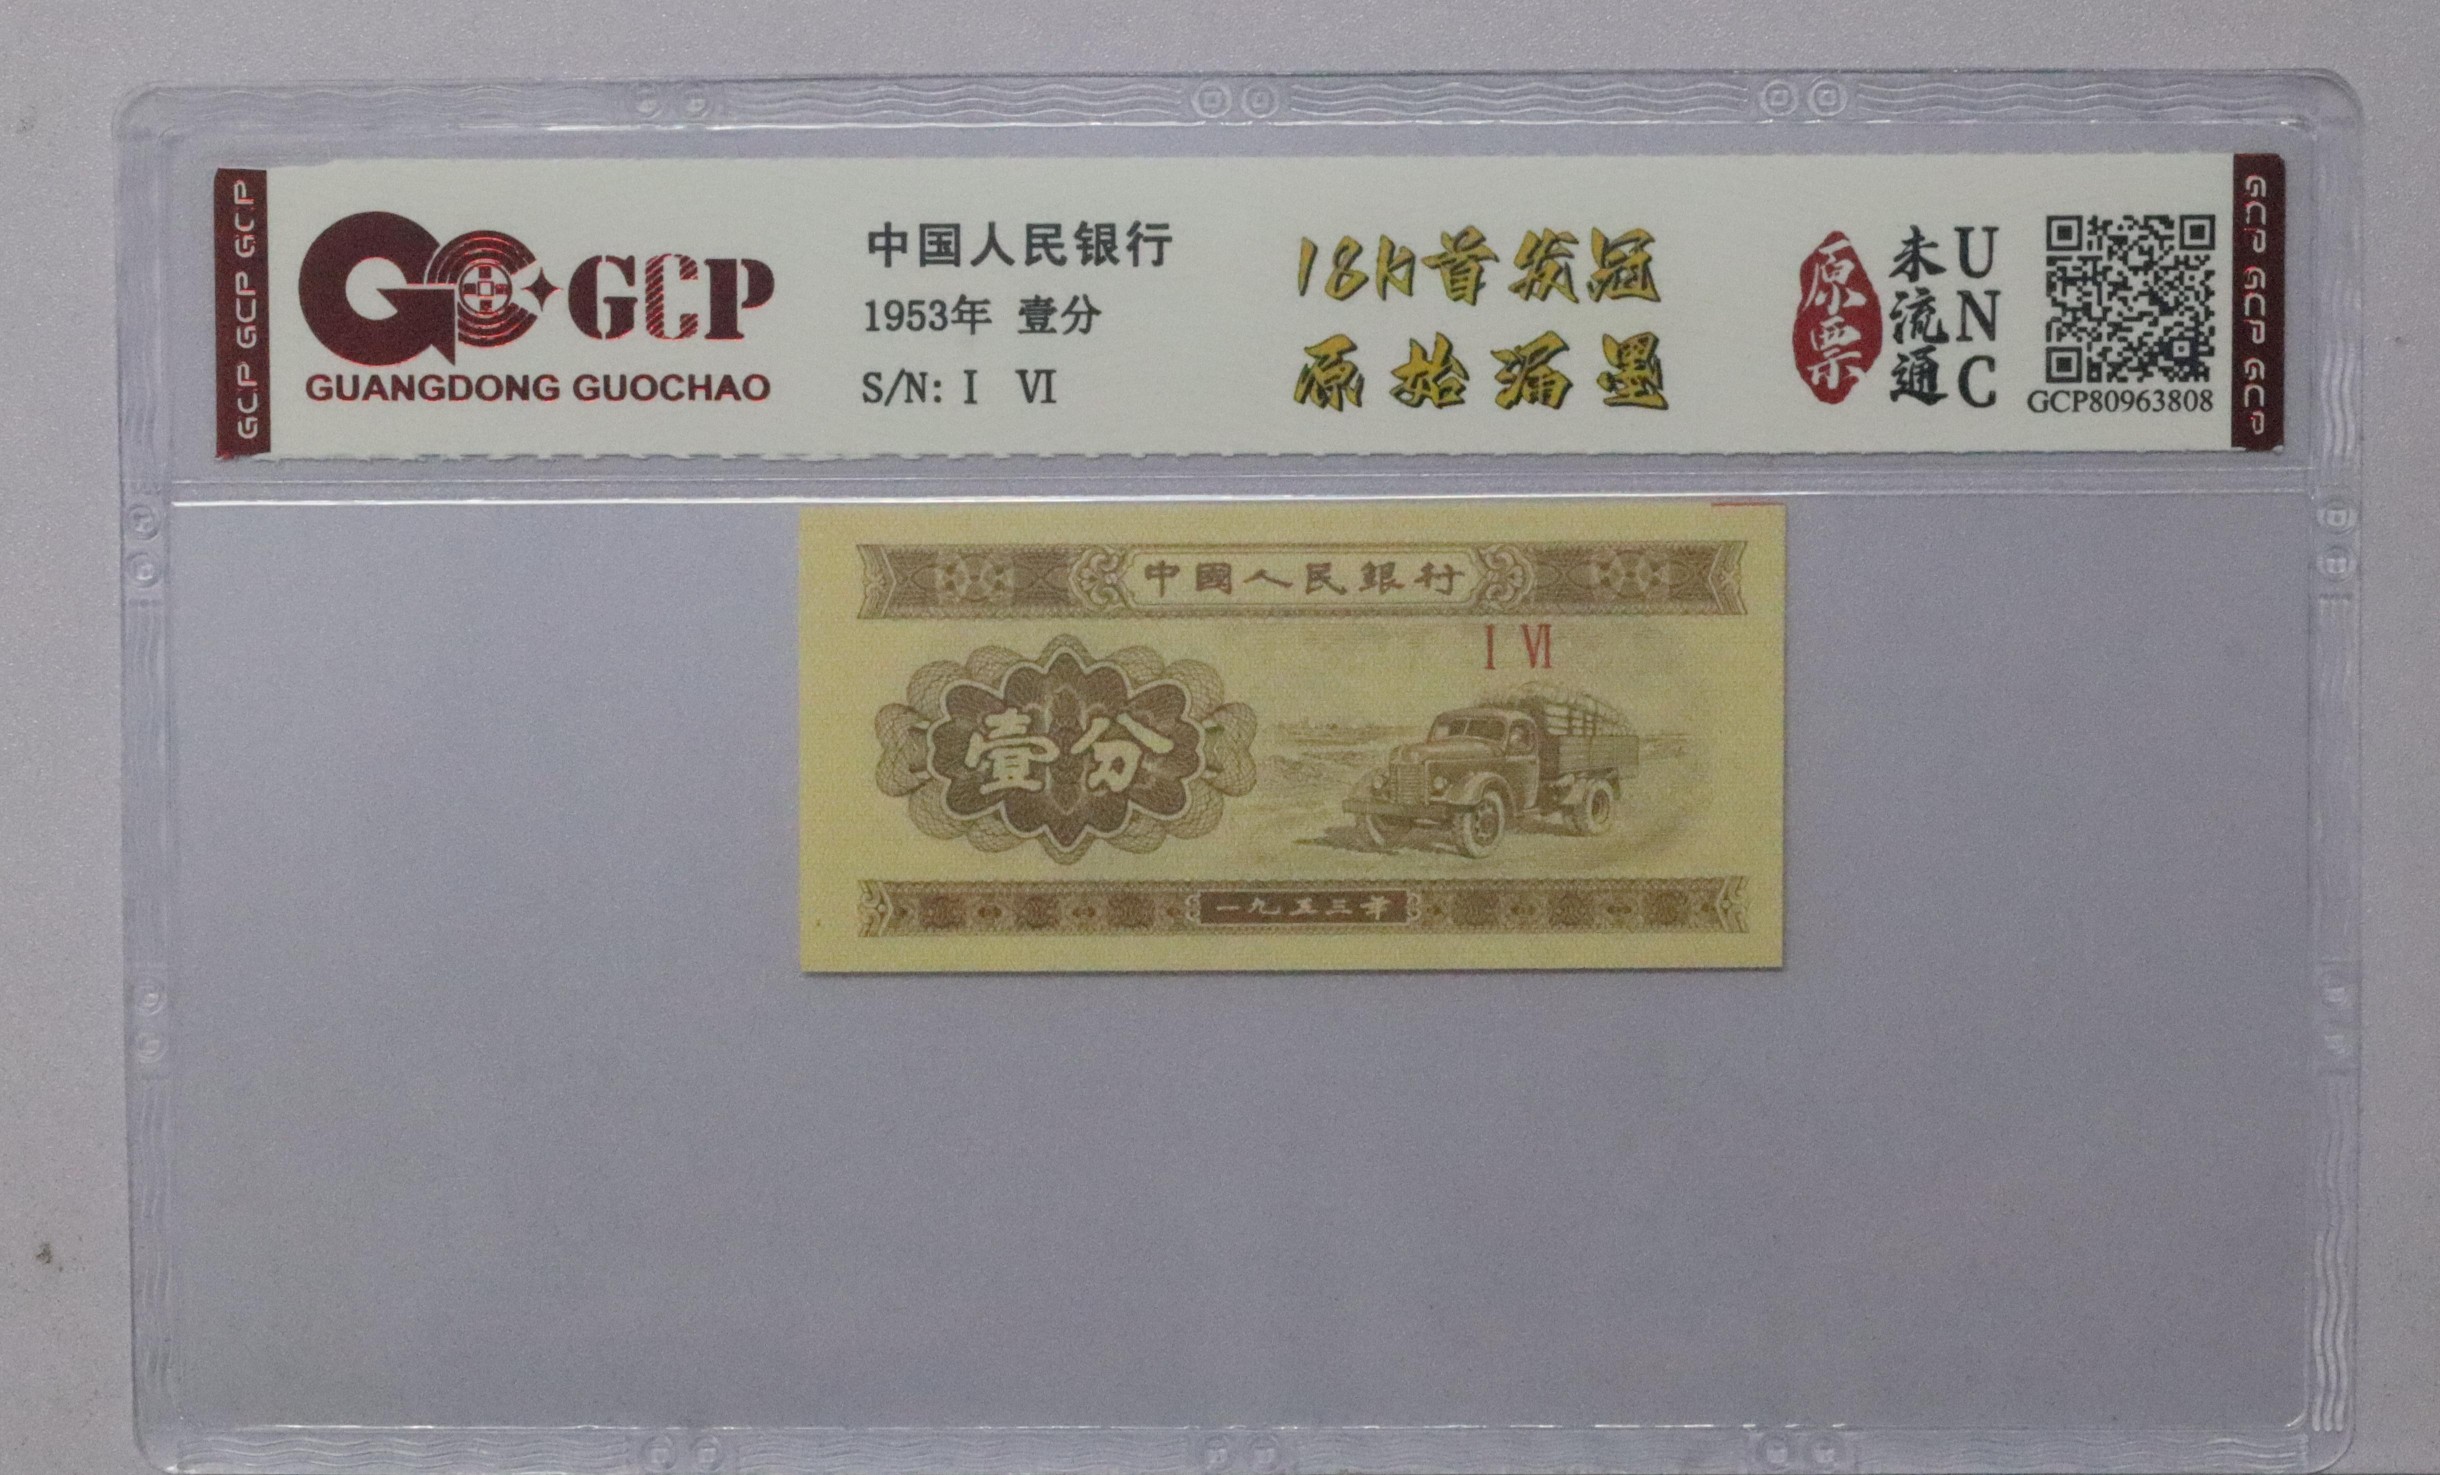 GCP GCP GCP
GCP
GUANGDONG GUOCHAO
中国人民银行
1953年 壹分
S/N: I VI
18K首发冠
原始漏墨
原票
未流通
UNC
GCP80963808
GCP GCP GCP
中國人民銀行
I VI
壹分
一九五三年